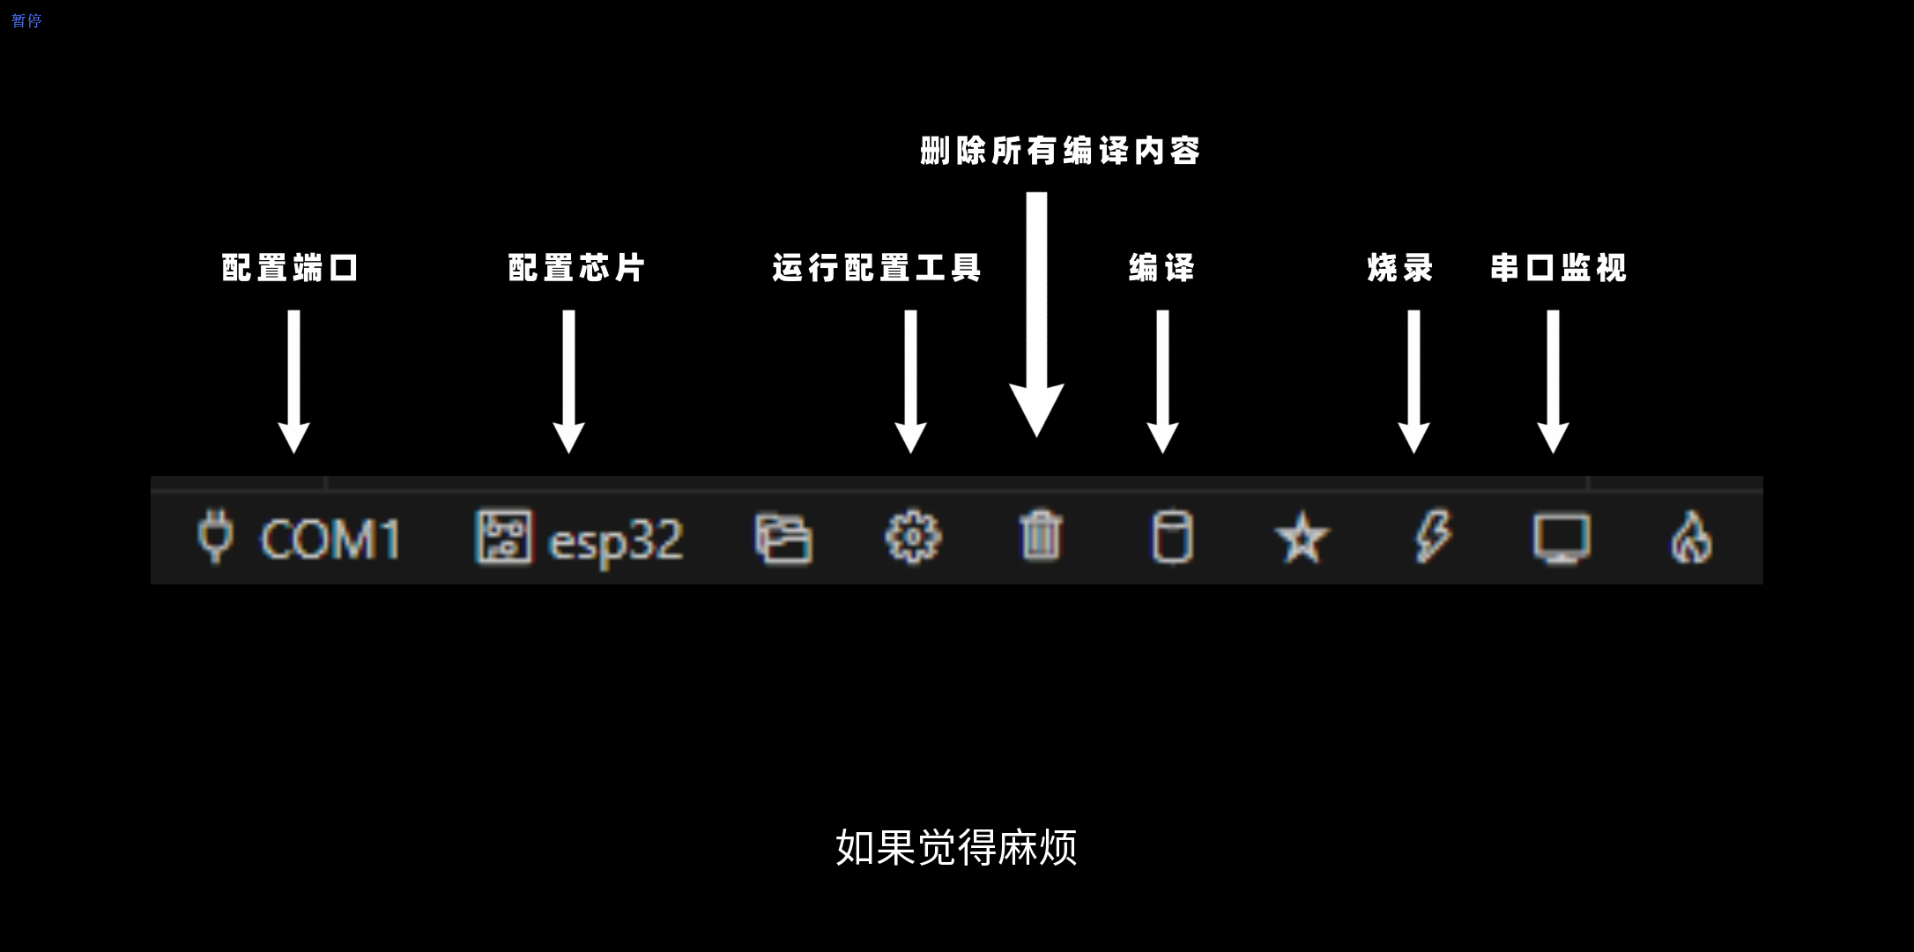 暂停
删除所有编译内容
配置端口
配置芯片
运行配置工具
编译
烧录
串口监视
COM1
esp32
如果觉得麻烦